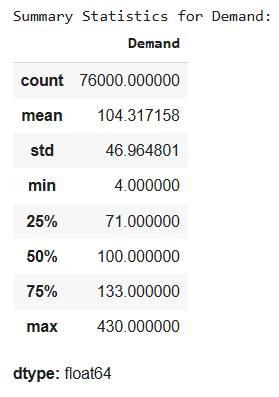 Summary Statistics for Demand:
Demand
count 76000.000000
mean 104.317158
std 46.964801
min 4.000000
25% 71.000000
50% 100.000000
75% 133.000000
max 430.000000
dtype: float64